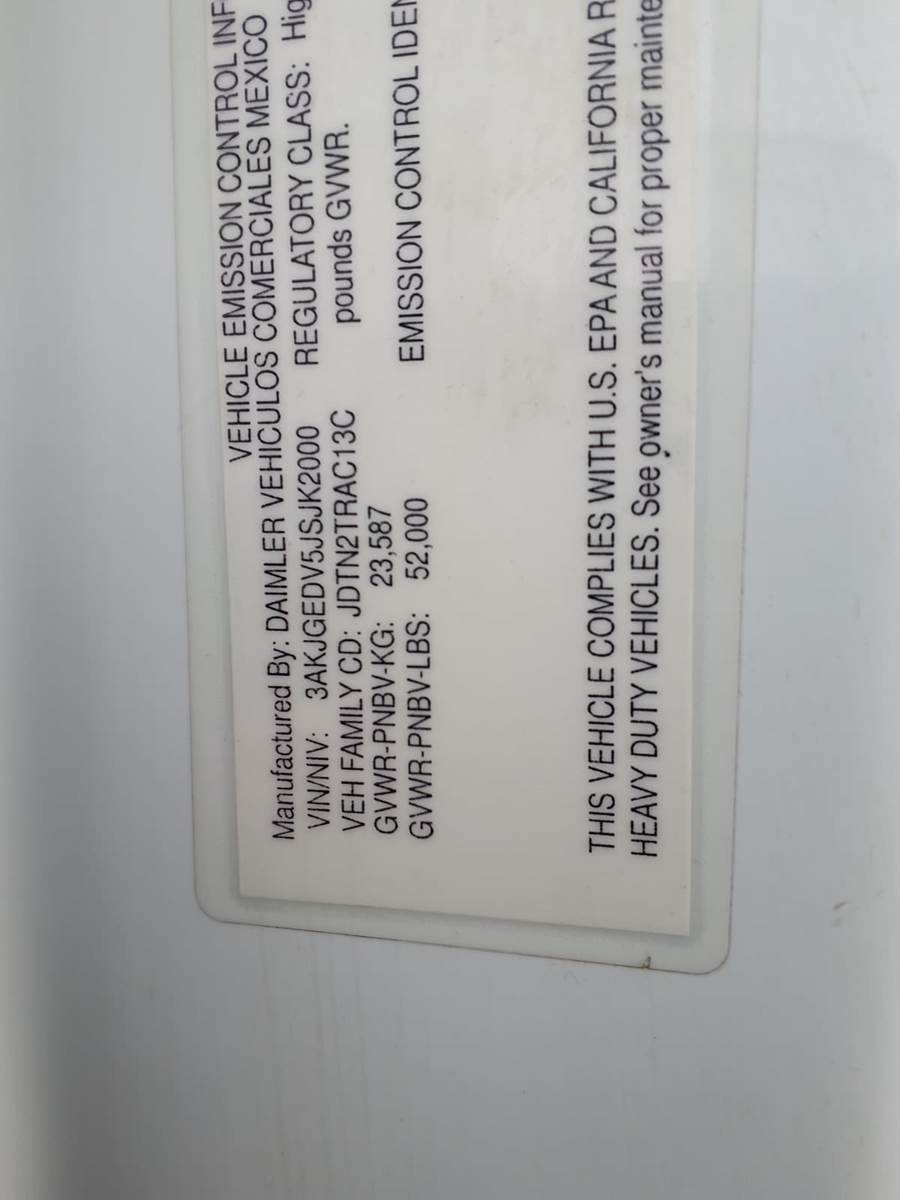 VEHICLE EMISSION CONTROL INF
Manufactured By: DAIMLER VEHICULOS COMERCIALES MEXICO
VIN/NIV: 3AKJGEDV5JSJK2000 REGULATORY CLASS: Hig
VEH FAMILY CD: JDTN2TRAC13C pounds GVWR.
GVWR-PNBV-KG: 23,587
GVWR-PNBV-LBS: 52,000 EMISSION CONTROL IDEN
THIS VEHICLE COMPLIES WITH U.S. EPA AND CALIFORNIA R
HEAVY DUTY VEHICLES. See owner's manual for proper mainte